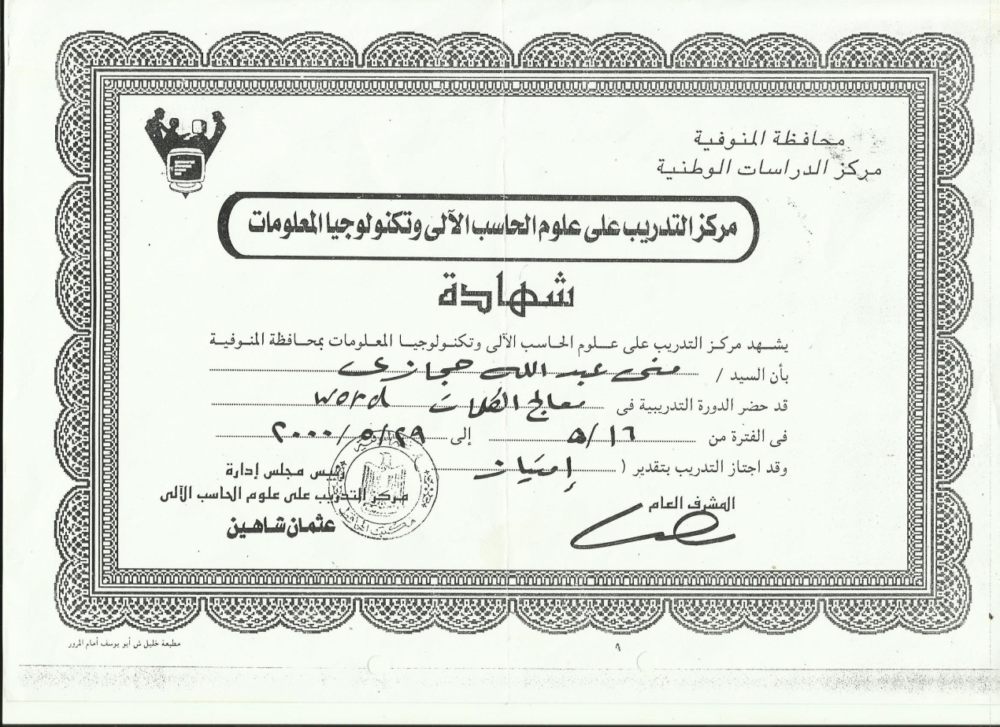 محافظة المنوفية
مركز الدراسات الوطنية
مركز التدريب على علوم الحاسب الآلى وتكنولوجيا المعلومات
شهادة
يشهد مركز التدريب على علوم الحاسب الآلى وتكنولوجيا المعلومات بمحافظة المنوفية
بأن السيد / منى عبد الله حجازى
قد حضر الدورة التدريبية فى معالج الكلمات word
فى الفترة من ١٦/٥ إلى ٢٩/٥/٢٠٠٠
وقد اجتاز التدريب بتقدير ( إمتياز
المشرف العام
رئيس مجلس إدارة
مركز التدريب على علوم الحاسب الآلى
عثمان شاهين
مكتب المحافظ
مطبعة خليل ش أبو يوسف أمام المرور